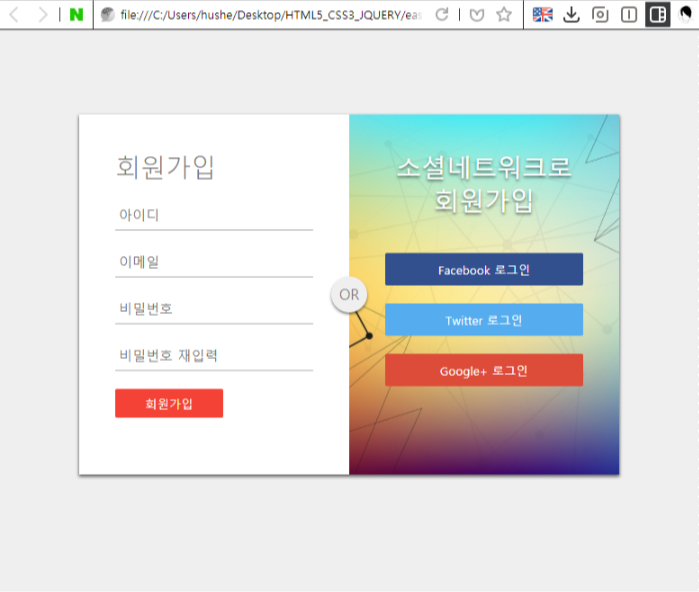 N
file:///C:/Users/hushe/Desktop/HTML5_CSS3_JQUERY/eas
회원가입
아이디
이메일
비밀번호
비밀번호 재입력
회원가입
OR
소셜네트워크로
회원가입
Facebook 로그인
Twitter 로그인
Google+ 로그인